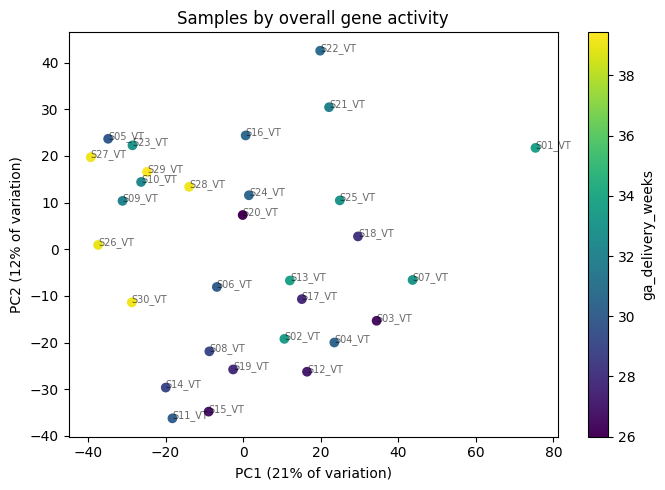 Samples by overall gene activity
S22_VT
S21_VT
S16_VT
S05_VT
S23_VT
S01_VT
S27_VT
S29_VT
S10_VT
S28_VT
S09_VT
S24_VT
S25_VT
S20_VT
S18_VT
S26_VT
S13_VT
S07_VT
S06_VT
S17_VT
S30_VT
S03_VT
S02_VT
S04_VT
S08_VT
S19_VT
S12_VT
S14_VT
S15_VT
S11_VT
40
30
20
10
0
−10
−20
−30
−40
PC2 (12% of variation)
−40
−20
0
20
40
60
80
PC1 (21% of variation)
38
36
34
32
30
28
26
ga_delivery_weeks